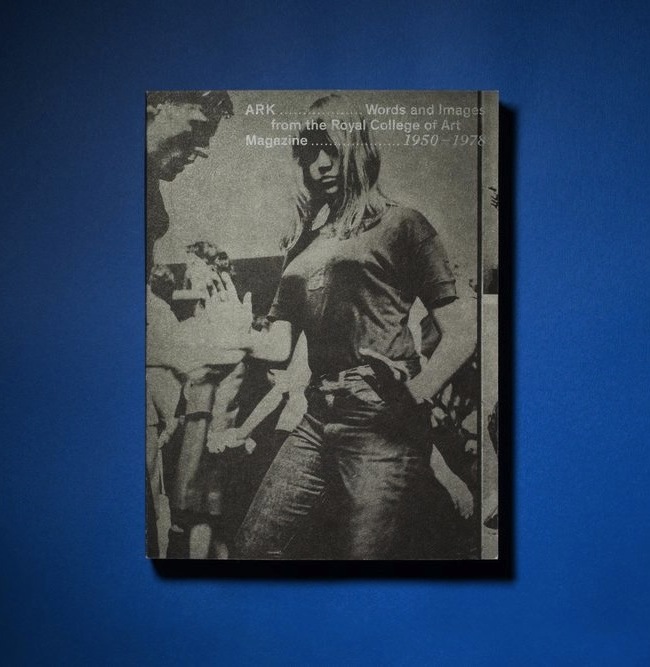 ARK ................... Words and Images
from the Royal College of Art
Magazine .................... 1950–1978